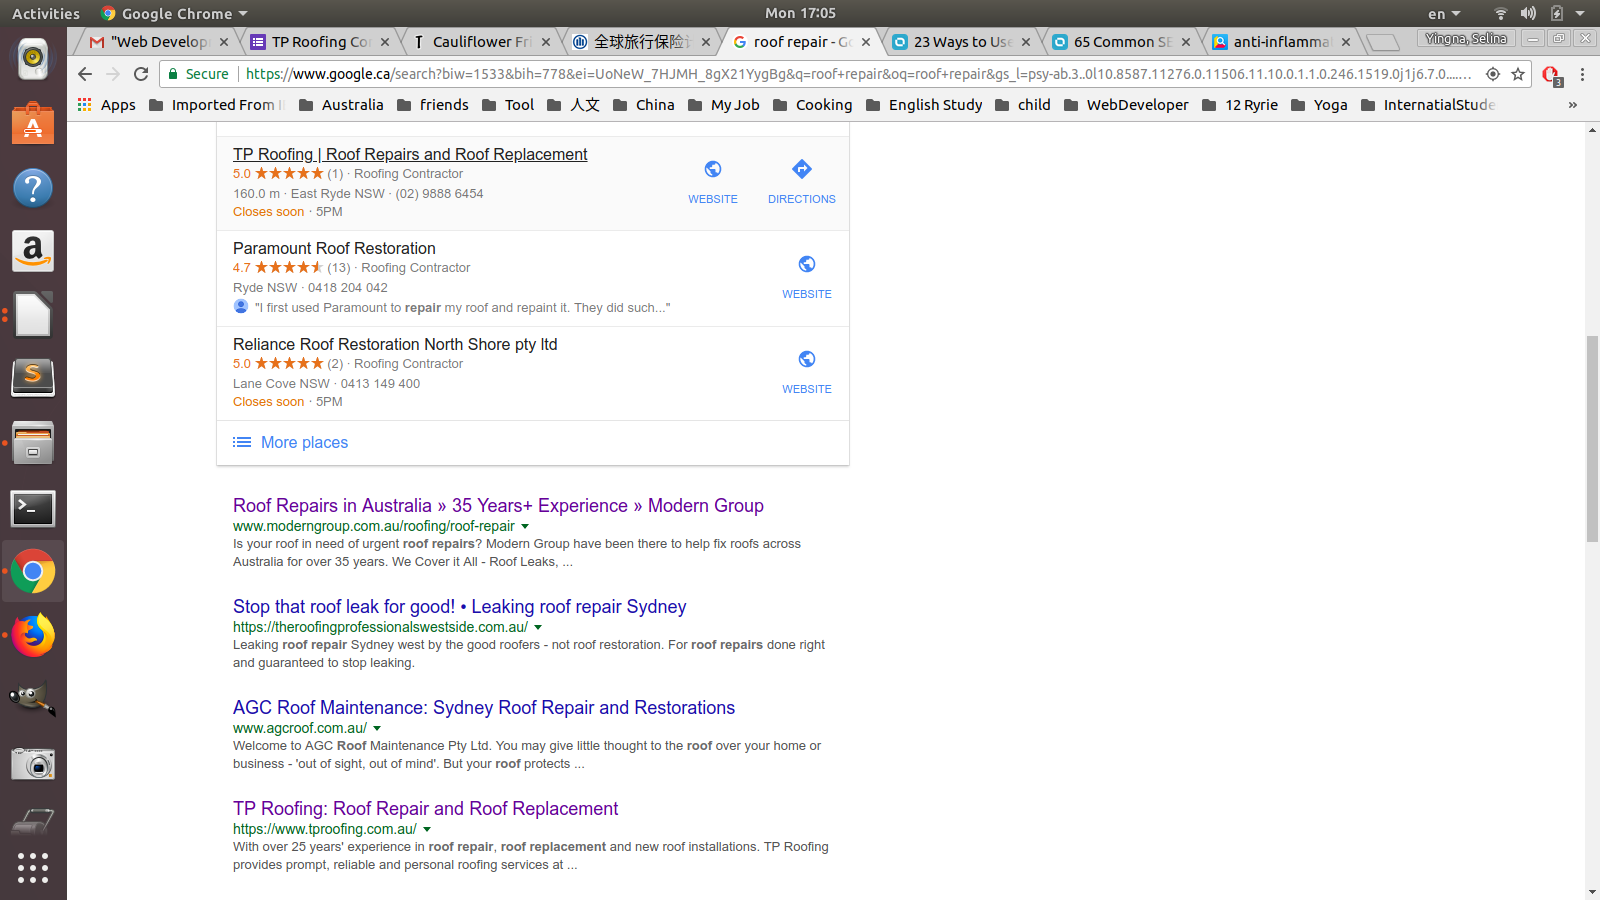 Activities Google Chrome Mon 17:05 en
"Web Develop TP Roofing Co Cauliflower Fr 全球旅行保险 roof repair - Go 23 Ways to Use 65 Common SE anti-inflamma Yingna, Selina
Secure https://www.google.ca/search?biw=1533&bih=778&ei=UoNeW_7HJMH_8gX21YygBg&q=roof+repair&oq=roof+repair&gs_l=psy-ab.3..0l10.8587.11276.0.11506.11.10.0.1.1.0.246.1519.0j1j6.7.0.... 3
Apps Imported From Australia friends Tool 人文 China My Job Cooking English Study child WebDeveloper 12 Ryrie Yoga InternatialStude »
TP Roofing | Roof Repairs and Roof Replacement
5.0 (1) · Roofing Contractor
160.0 m · East Ryde NSW · (02) 9888 6454
Closes soon · 5PM
WEBSITE DIRECTIONS
Paramount Roof Restoration
4.7 (13) · Roofing Contractor
Ryde NSW · 0418 204 042
"I first used Paramount to repair my roof and repaint it. They did such..."
WEBSITE
Reliance Roof Restoration North Shore pty ltd
5.0 (2) · Roofing Contractor
Lane Cove NSW · 0413 149 400
Closes soon · 5PM
WEBSITE
More places
Roof Repairs in Australia » 35 Years+ Experience » Modern Group
www.moderngroup.com.au/roofing/roof-repair
Is your roof in need of urgent roof repairs? Modern Group have been there to help fix roofs across
Australia for over 35 years. We Cover it All - Roof Leaks, ...
Stop that roof leak for good! • Leaking roof repair Sydney
https://theroofingprofessionalswestside.com.au/
Leaking roof repair Sydney west by the good roofers - not roof restoration. For roof repairs done right
and guaranteed to stop leaking.
AGC Roof Maintenance: Sydney Roof Repair and Restorations
www.agcroof.com.au/
Welcome to AGC Roof Maintenance Pty Ltd. You may give little thought to the roof over your home or
business - 'out of sight, out of mind'. But your roof protects ...
TP Roofing: Roof Repair and Roof Replacement
https://www.tproofing.com.au/
With over 25 years' experience in roof repair, roof replacement and new roof installations. TP Roofing
provides prompt, reliable and personal roofing services at ...